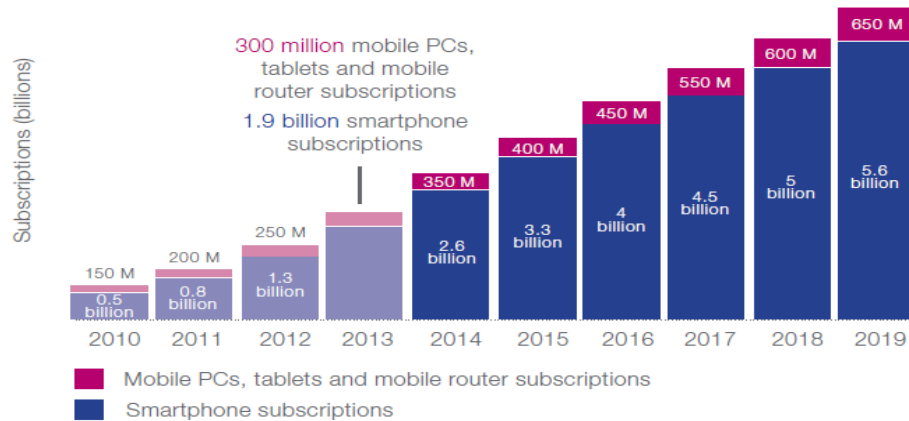 Subscriptions (billions)
300 million mobile PCs,
tablets and mobile
router subscriptions
1.9 billion smartphone
subscriptions
150 M
200 M
250 M
350 M
400 M
450 M
550 M
600 M
650 M
0.5
billion
0.8
billion
1.3
billion
2.6
billion
3.3
billion
4
billion
4.5
billion
5
billion
5.6
billion
2010 2011 2012 2013 2014 2015 2016 2017 2018 2019
Mobile PCs, tablets and mobile router subscriptions
Smartphone subscriptions